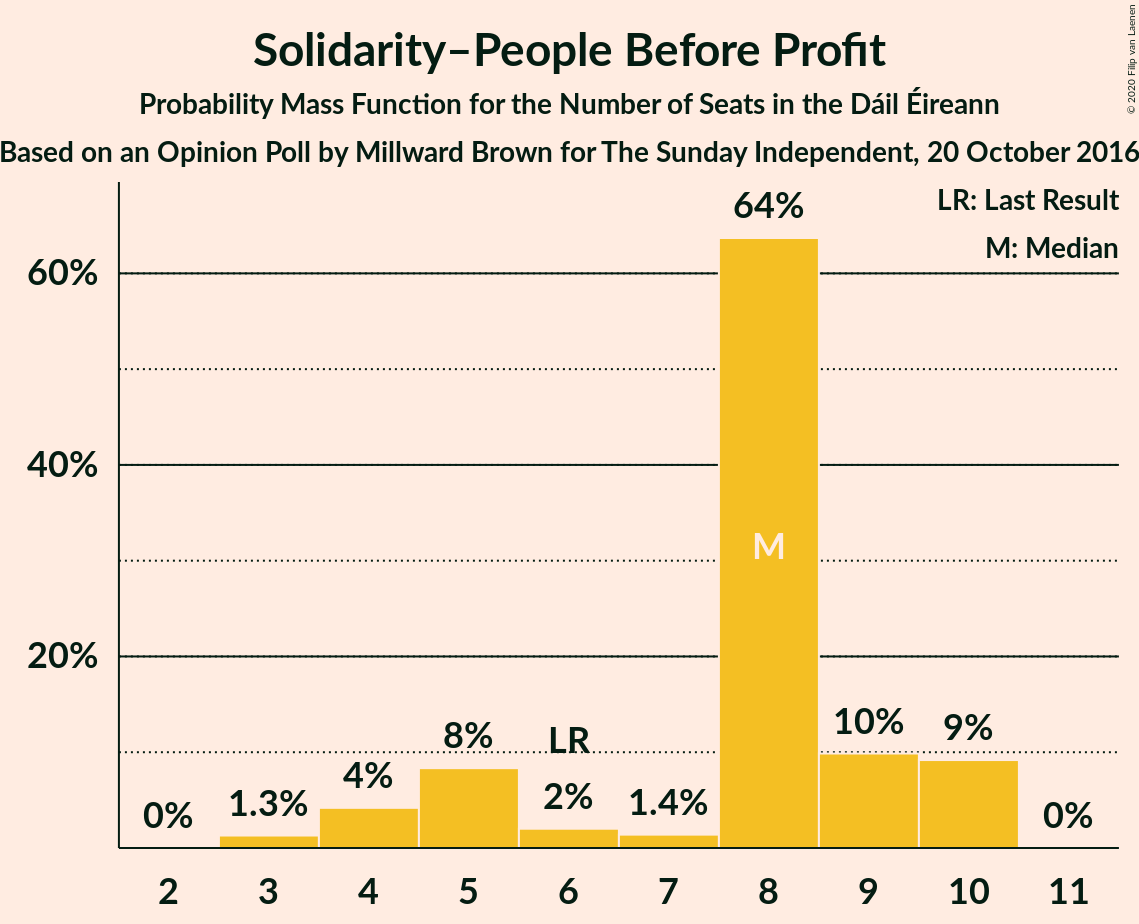 Solidarity–People Before Profit
Probability Mass Function for the Number of Seats in the Dáil Éireann
Based on an Opinion Poll by Millward Brown for The Sunday Independent, 20 October 2016
© 2020 Filip van Laenen
LR: Last Result
M: Median
64%
60%
40%
M
20%
0%
1.3%
4%
8%
LR
2%
1.4%
10%
9%
0%
2 3 4 5 6 7 8 9 10 11